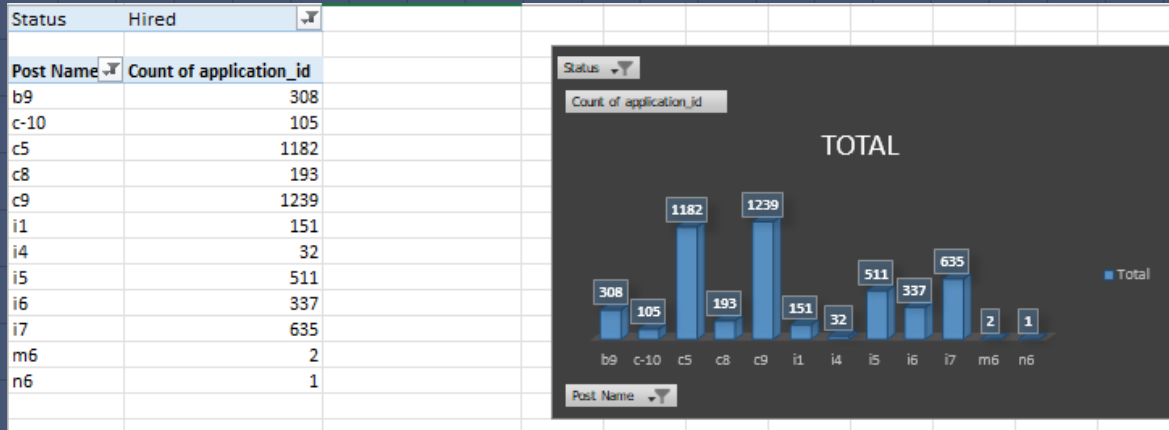 Status Hired
Post Name Count of application_id
b9 308
c-10 105
c5 1182
c8 193
c9 1239
i1 151
i4 32
i5 511
i6 337
i7 635
m6 2
n6 1
Status
Count of application_id
TOTAL
308 105 1182 193 1239 151 32 511 337 635 2 1
Total
b9 c-10 c5 c8 c9 i1 i4 i5 i6 i7 m6 n6
Post Name